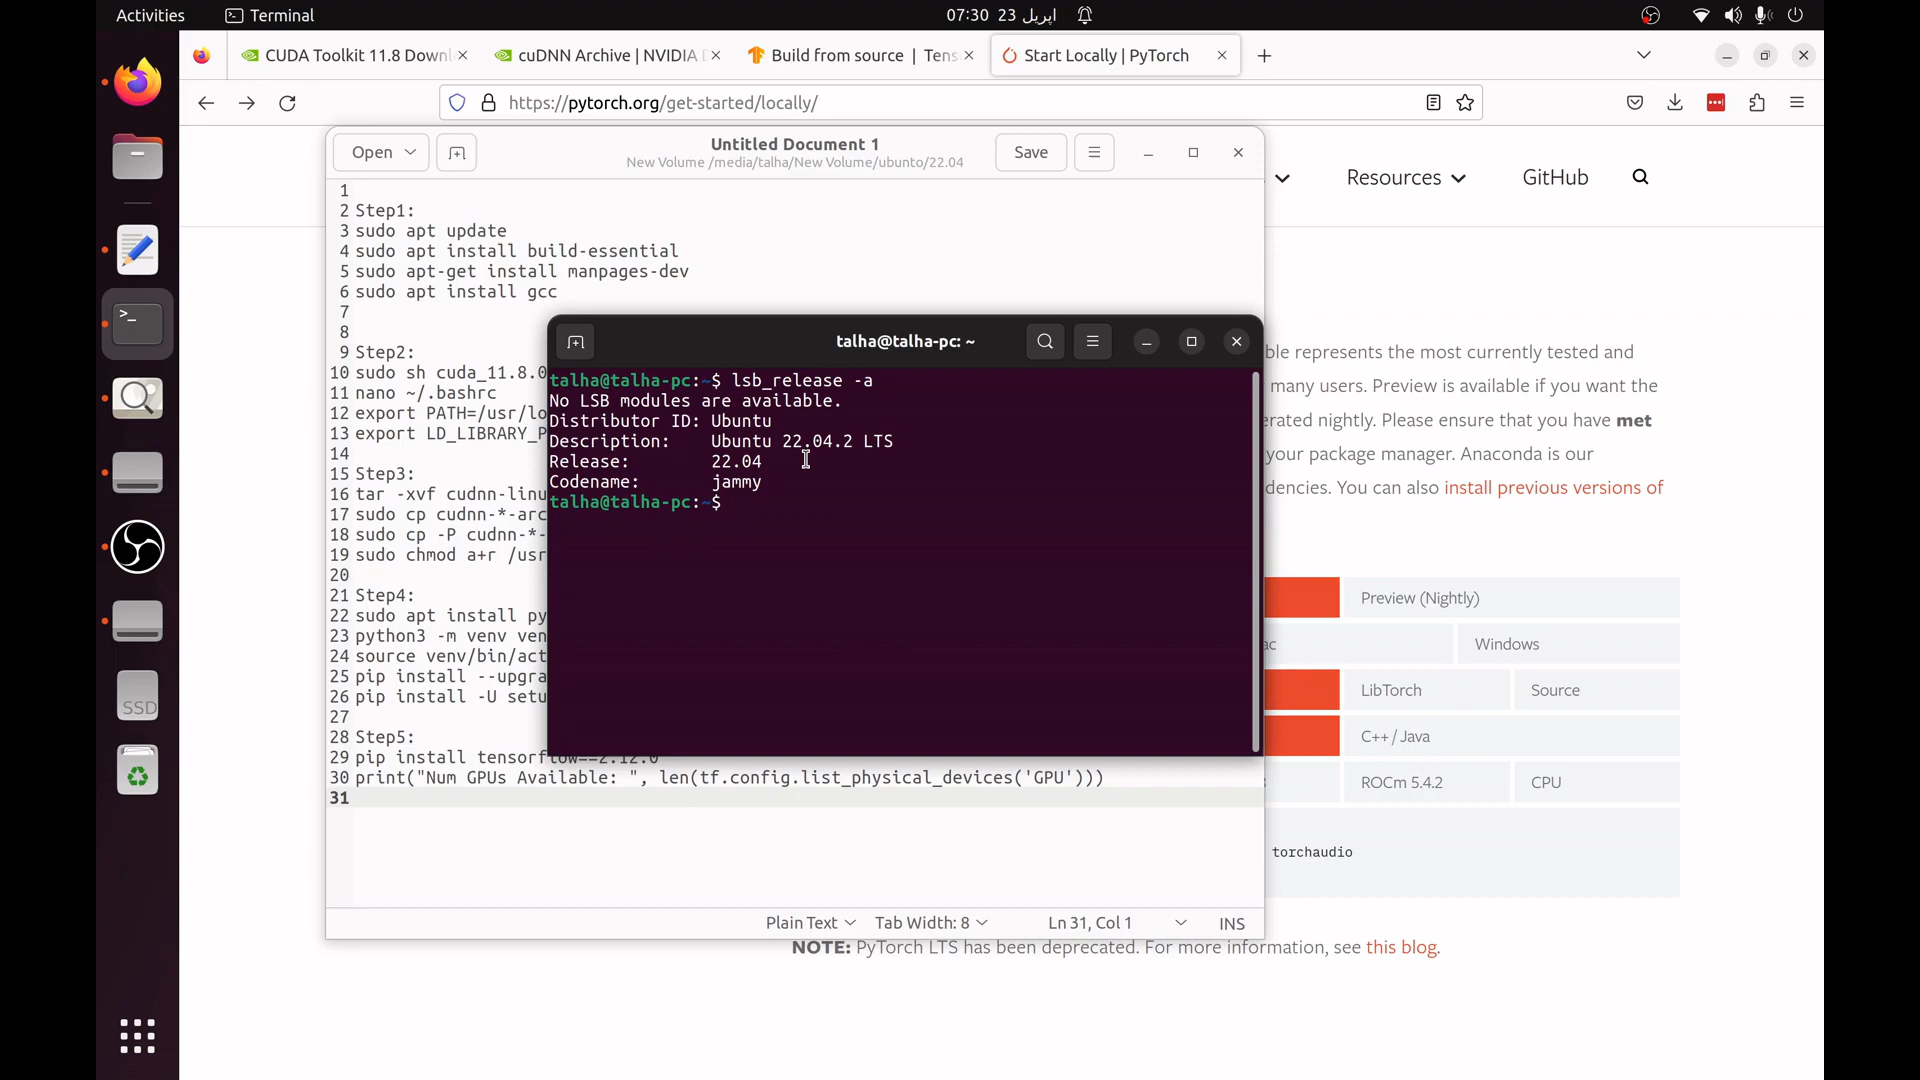 Activities
Terminal
07:30 23 اپریل
CUDA Toolkit 11.8 Downl
cuDNN Archive | NVIDIA D
Build from source | Tens
Start Locally | PyTorch
https://pytorch.org/get-started/locally/
Open
Untitled Document 1
New Volume /media/talha/New Volume/ubunto/22.04
Save
Resources
GitHub
1
2 Step1:
3 sudo apt update
4 sudo apt install build-essential
5 sudo apt-get install manpages-dev
6 sudo apt install gcc
7
8
9 Step2:
10 sudo sh cuda_11.8.0
11 nano ~/.bashrc
12 export PATH=/usr/lo
13 export LD_LIBRARY_P
14
15 Step3:
16 tar -xvf cudnn-linu
17 sudo cp cudnn-*-arc
18 sudo cp -P cudnn-*-
19 sudo chmod a+r /usr
20
21 Step4:
22 sudo apt install py
23 python3 -m venv ven
24 source venv/bin/act
25 pip install --upgra
26 pip install -U setu
27
28 Step5:
29 pip install tensorflow==2.12.0
30 print("Num GPUs Available: ", len(tf.config.list_physical_devices('GPU')))
31
Plain Text
Tab Width: 8
Ln 31, Col 1
INS
talha@talha-pc: ~
talha@talha-pc:~$ lsb_release -a
No LSB modules are available.
Distributor ID: Ubuntu
Description: Ubuntu 22.04.2 LTS
Release: 22.04
Codename: jammy
talha@talha-pc:~$
ble represents the most currently tested and
many users. Preview is available if you want the
erated nightly. Please ensure that you have met
your package manager. Anaconda is our
dencies. You can also install previous versions of
Preview (Nightly)
ac
Windows
LibTorch
Source
C++ / Java
ROCm 5.4.2
CPU
torchaudio
NOTE: PyTorch LTS has been deprecated. For more information, see this blog.
SSD